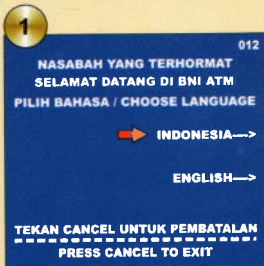 1
012
NASABAH YANG TERHORMAT
SELAMAT DATANG DI BNI ATM
PILIH BAHASA / CHOOSE LANGUAGE
INDONESIA--->
ENGLISH--->
TEKAN CANCEL UNTUK PEMBATALAN
PRESS CANCEL TO EXIT